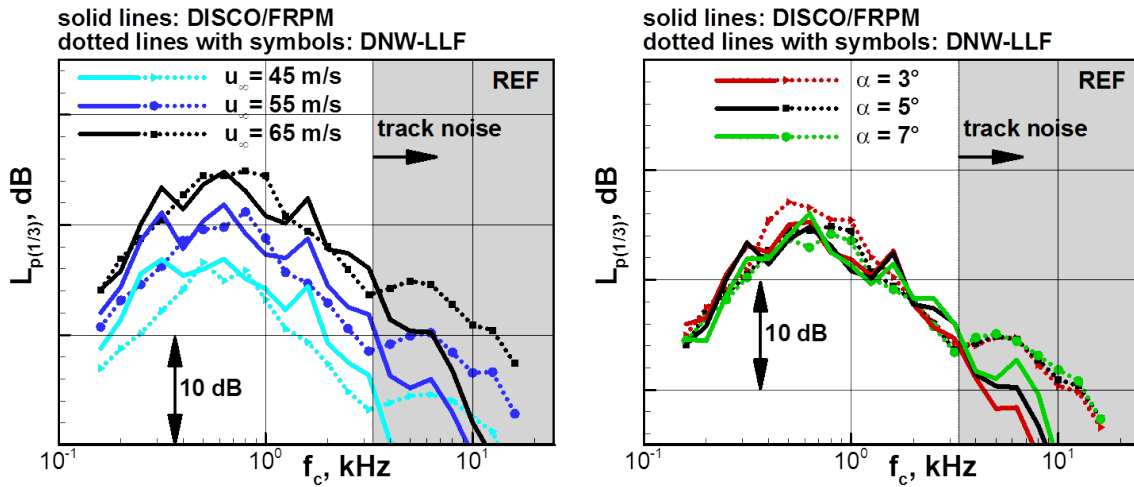 solid lines: DISCO/FRPM
dotted lines with symbols: DNW-LLF
u∞ = 45 m/s
u∞ = 55 m/s
u∞ = 65 m/s
REF
track noise
10 dB
Lp(1/3), dB
10-1
100
101
fc, kHz
solid lines: DISCO/FRPM
dotted lines with symbols: DNW-LLF
α = 3°
α = 5°
α = 7°
REF
track noise
10 dB
Lp(1/3), dB
10-1
100
101
fc, kHz